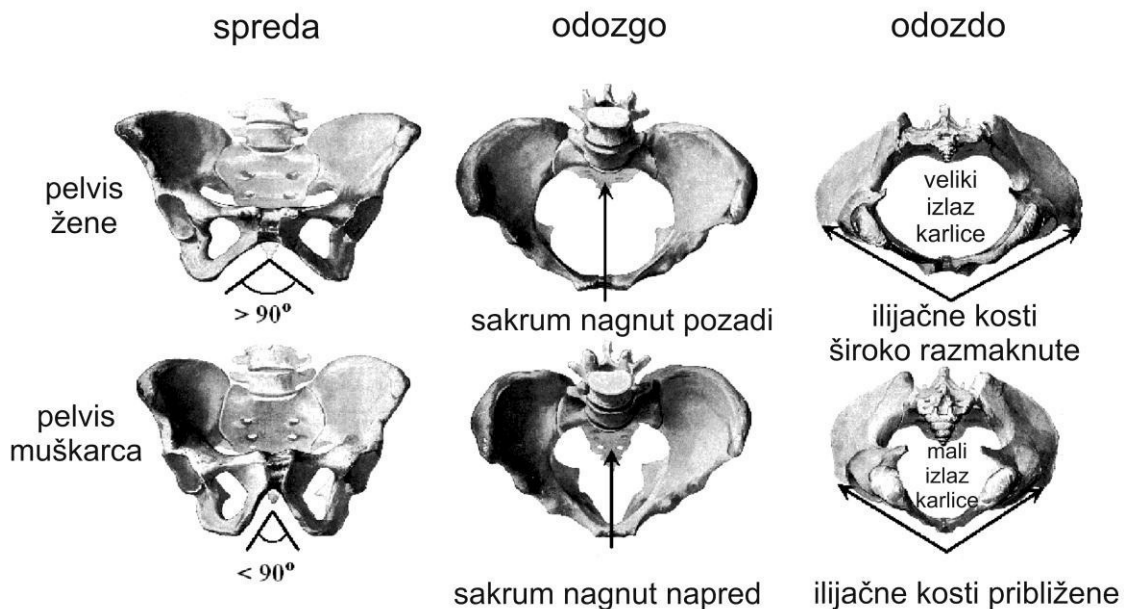 spreda
odozgo
odozdo
pelvis
žene
> 90°
sakrum nagnut pozadi
veliki
izlaz
karlice
ilijačne kosti
široko razmaknute
pelvis
muškarca
< 90°
sakrum nagnut napred
mali
izlaz
karlice
ilijačne kosti približene